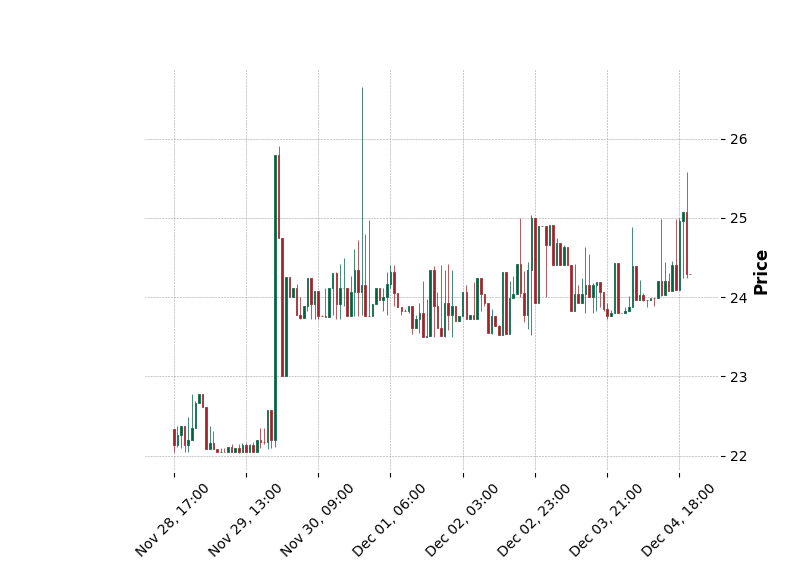 26
25
24
23
22
Price
Nov 28, 17:00
Nov 29, 13:00
Nov 30, 09:00
Dec 01, 06:00
Dec 02, 03:00
Dec 02, 23:00
Dec 03, 21:00
Dec 04, 18:00